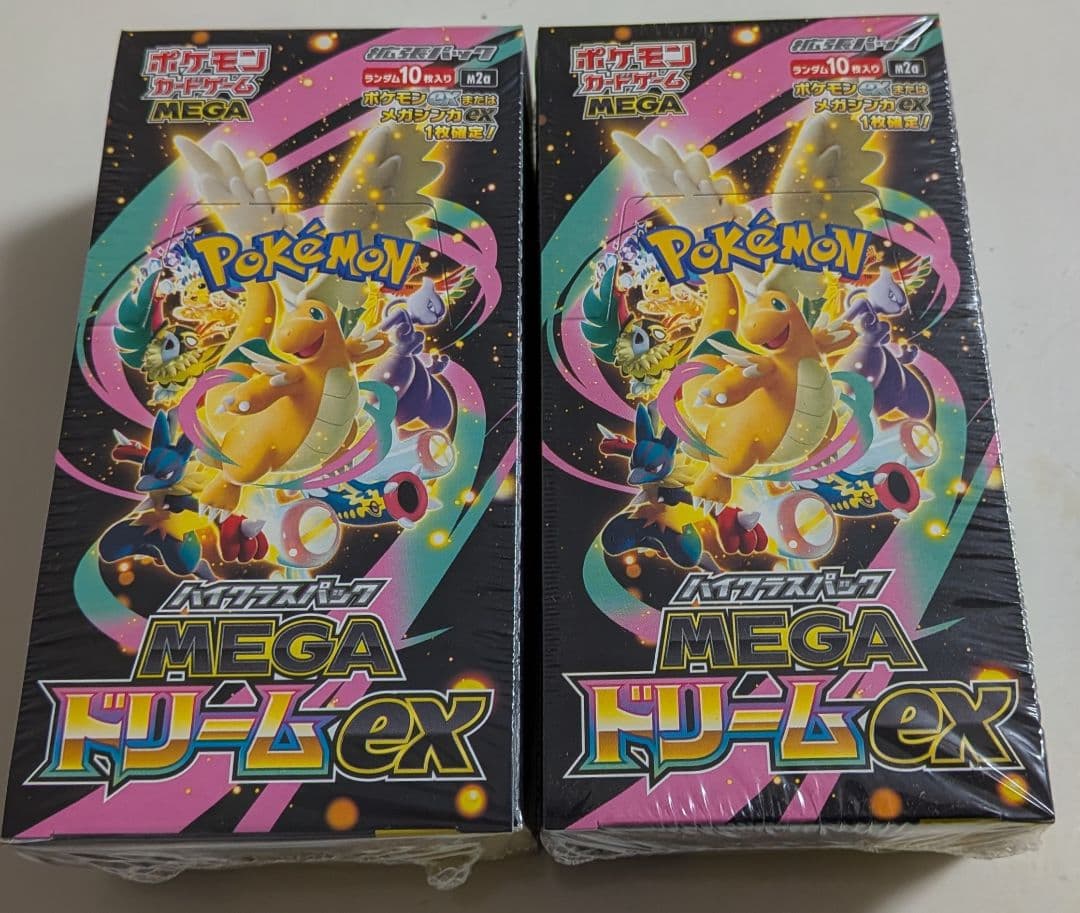 ポケモン
カードゲーム
MEGA
拡張パック
ランダム10枚入り M2a
ポケモンexまたは
メガシンカex
1枚確定!
POKéMON
TM
ハイクラスパック
MEGA
ドリームex
ポケモン
カードゲーム
MEGA
拡張パック
ランダム10枚入り M2a
ポケモンexまたは
メガシンカex
1枚確定!
POKéMON
ハイクラスパック
MEGA
ドリームex